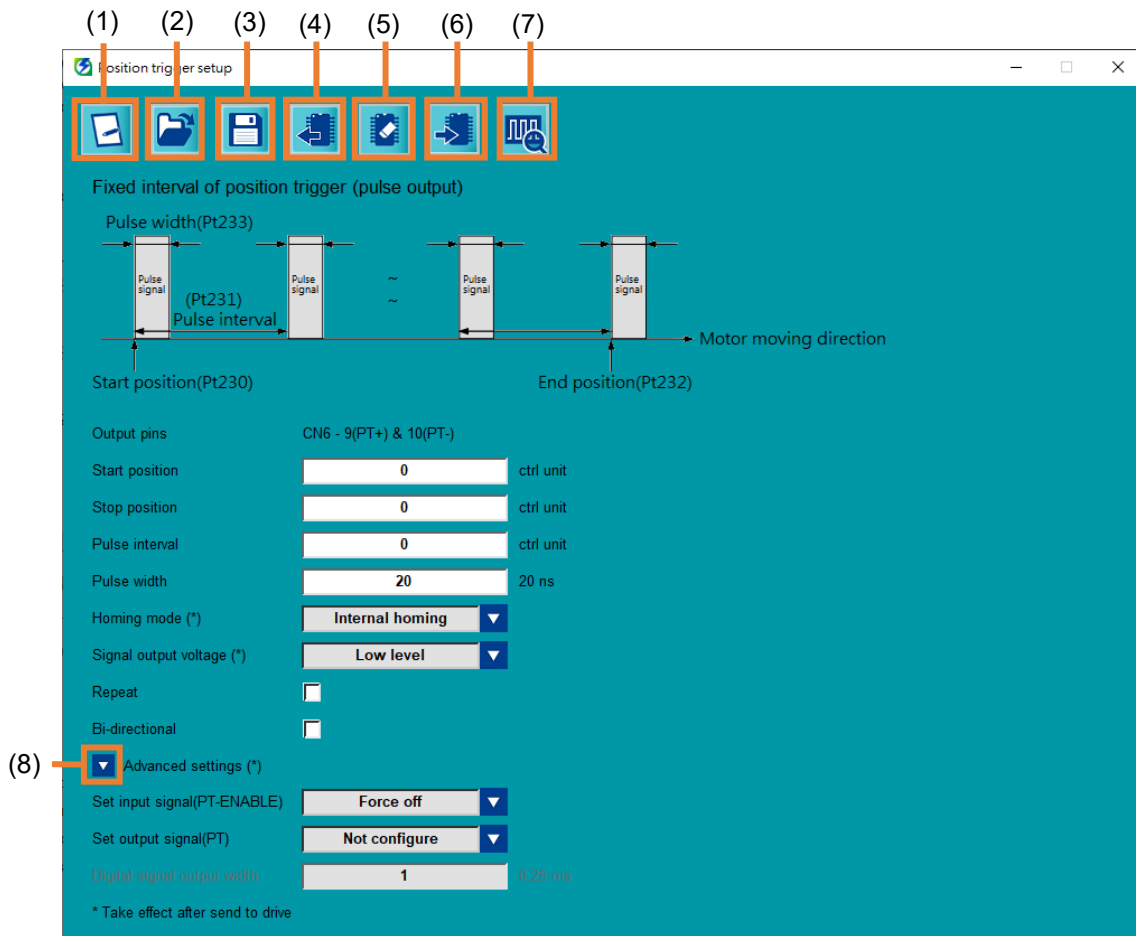 (1) (2) (3) (4) (5) (6) (7)
Position trigger setup
Fixed interval of position trigger (pulse output)
Pulse width(Pt233)
Pulse signal
Pulse signal
~
~
Pulse signal
Pulse signal
(Pt231)
Pulse interval
Motor moving direction
Start position(Pt230)
End position(Pt232)
Output pins CN6 - 9(PT+) & 10(PT-)
Start position 0 ctrl unit
Stop position 0 ctrl unit
Pulse interval 0 ctrl unit
Pulse width 20 20 ns
Homing mode (*) Internal homing
Signal output voltage (*) Low level
Repeat
Bi-directional
(8) Advanced settings (*)
Set input signal(PT-ENABLE) Force off
Set output signal(PT) Not configure
Digital signal output width 1 0.25 ms
* Take effect after send to drive